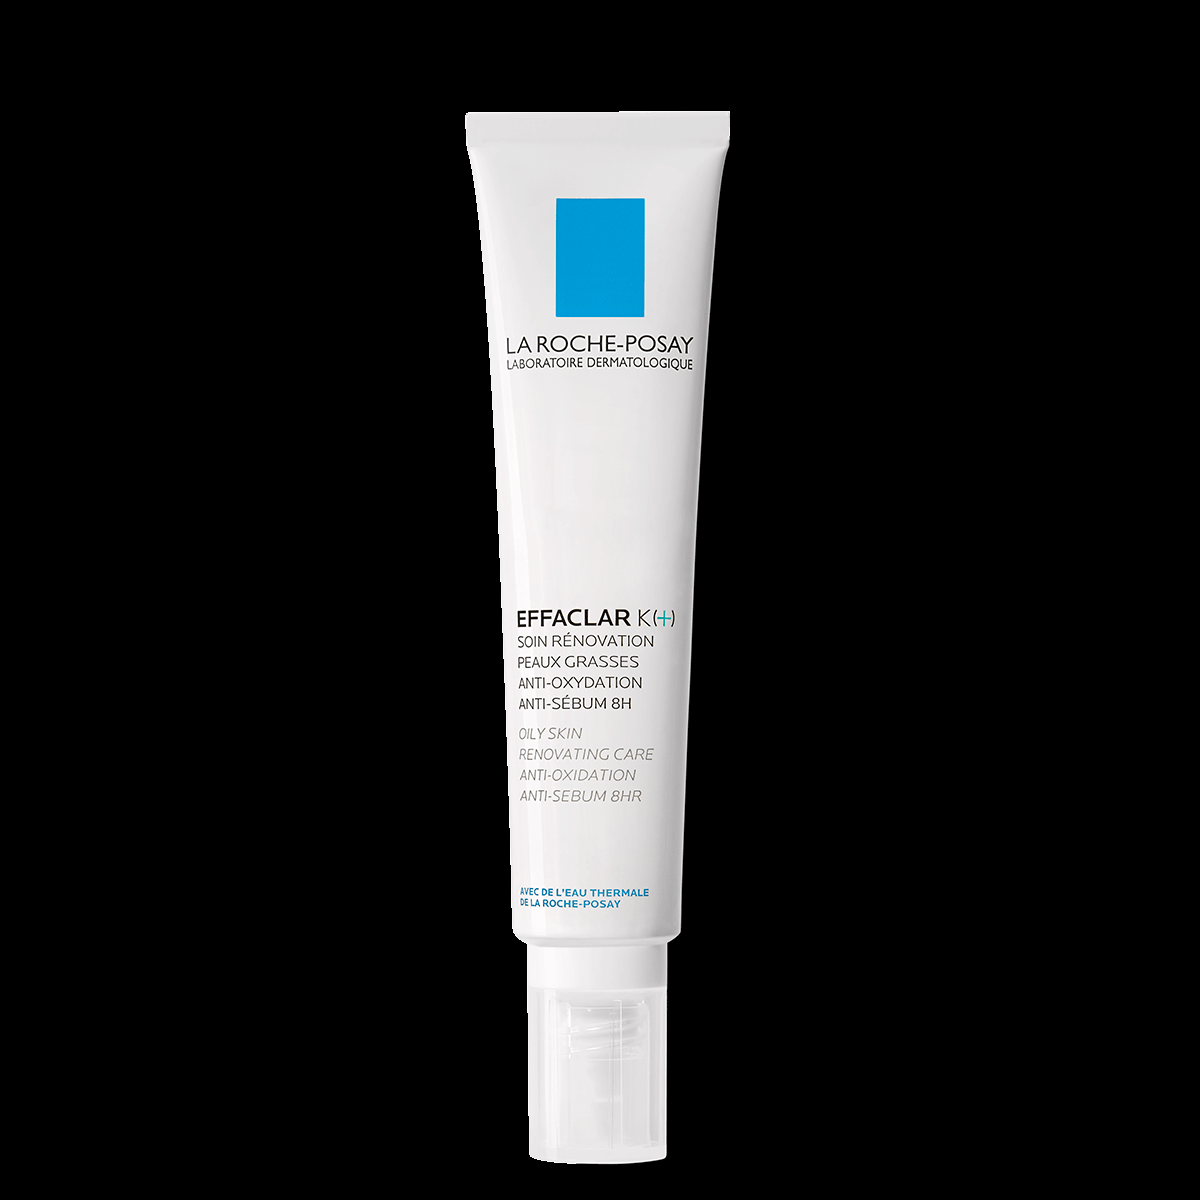 LA ROCHE-POSAY
LABORATOIRE DERMATOLOGIQUE
EFFACLAR K(+)
SOIN RÉNOVATION
PEAUX GRASSES
ANTI-OXYDATION
ANTI-SÉBUM 8H
OILY SKIN
RENOVATING CARE
ANTI-OXIDATION
ANTI-SEBUM 8HR
AVEC DE L'EAU THERMALE
DE LA ROCHE-POSAY